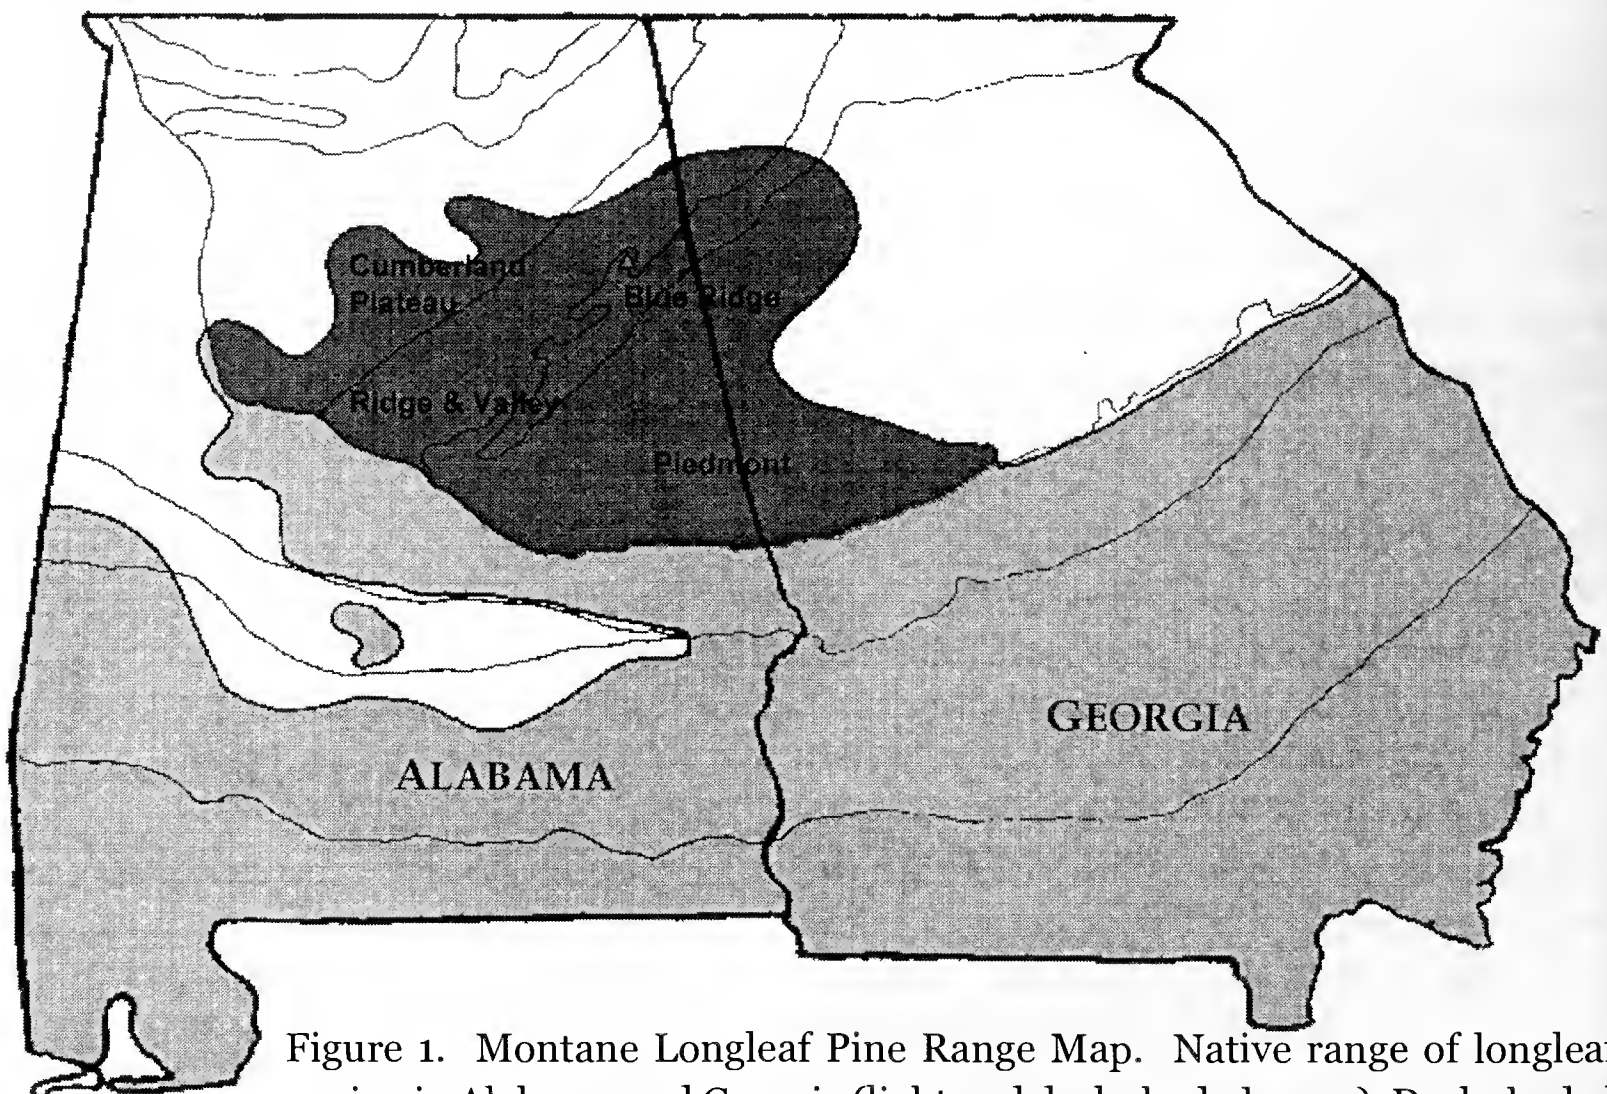 Cumberland
Plateau
Blue Ridge
Ridge & Valley
Piedmont
GEORGIA
ALABAMA
Figure 1. Montane Longleaf Pine Range Map. Native range of longleaf